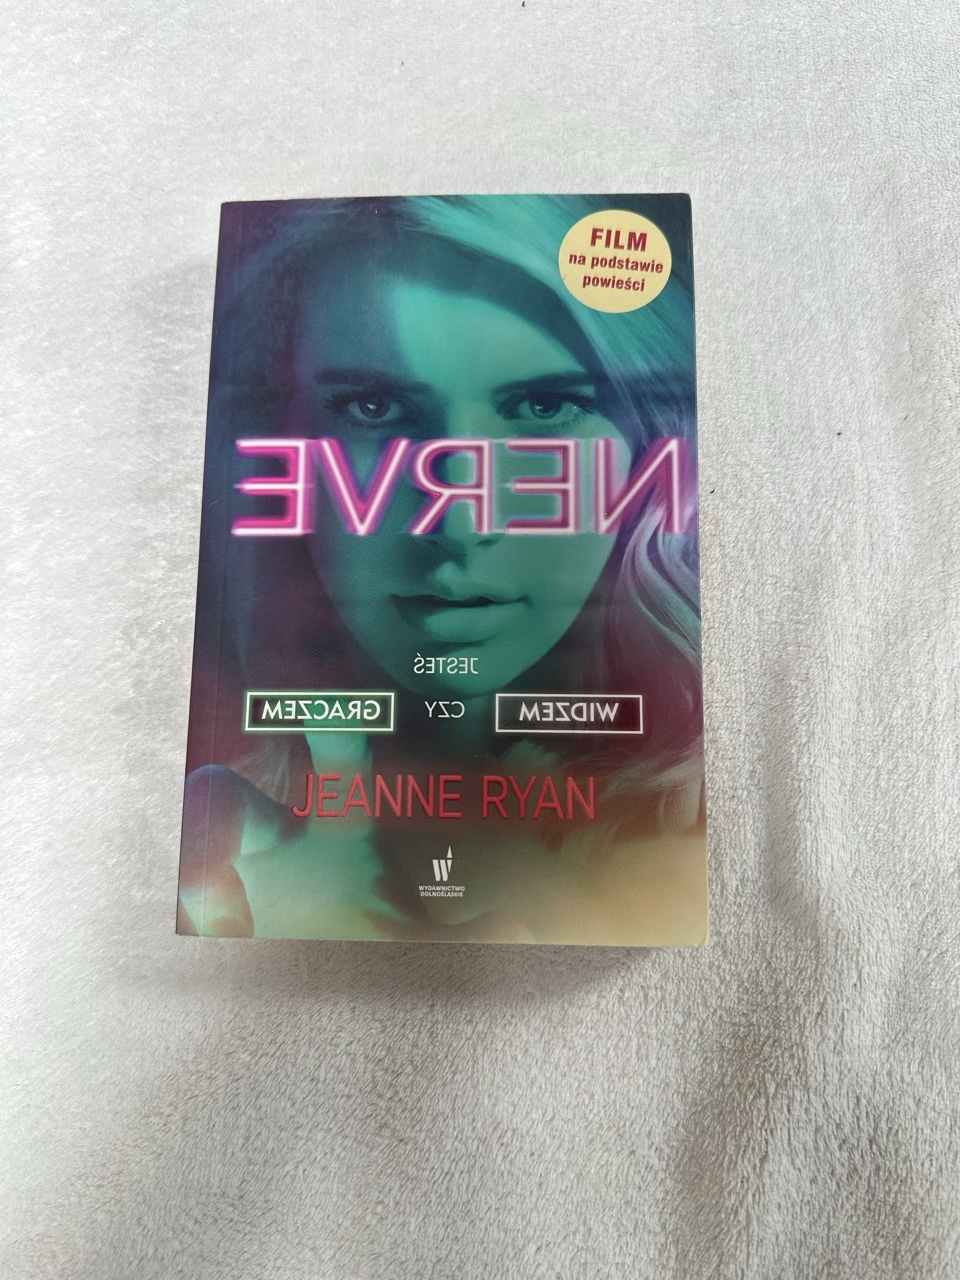 FILM
na podstawie
powieści
NERVE
JESTEŚ
WIDZEM CZY GRACZEM
JEANNE RYAN
W
WYDAWNICTWO
DOLNOŚLĄSKIE